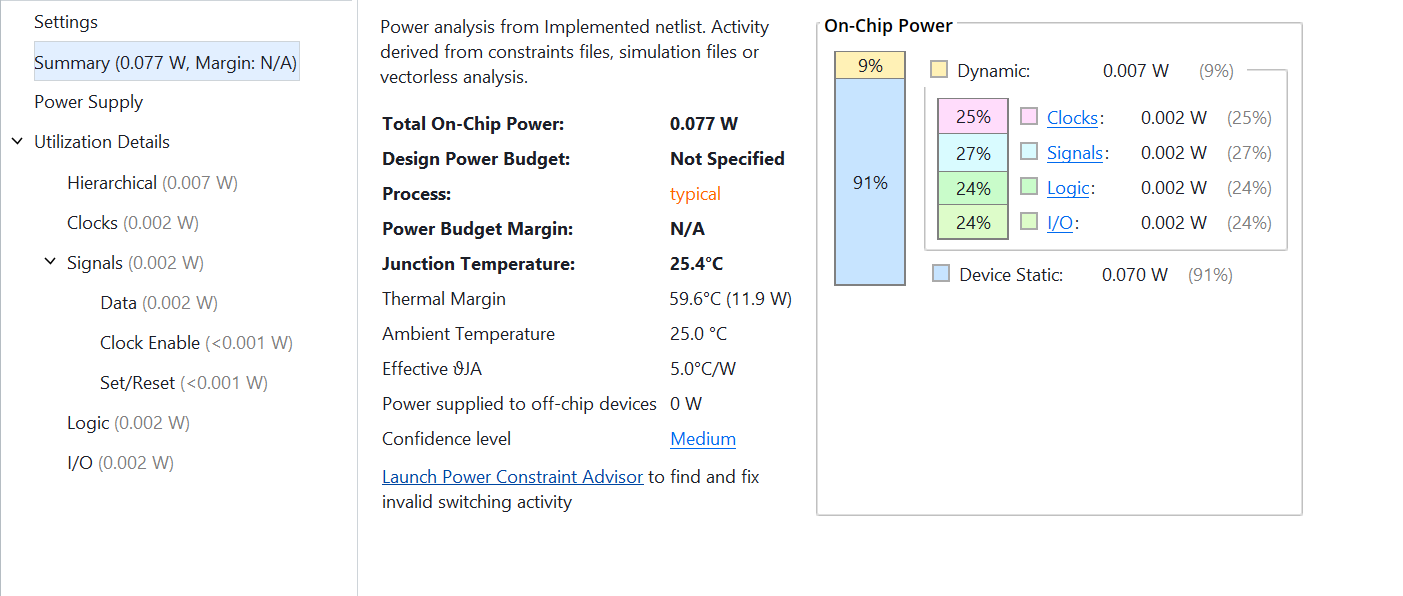 Settings
Summary (0.077 W, Margin: N/A)
Power Supply
Utilization Details
Hierarchical (0.007 W)
Clocks (0.002 W)
Signals (0.002 W)
Data (0.002 W)
Clock Enable (<0.001 W)
Set/Reset (<0.001 W)
Logic (0.002 W)
I/O (0.002 W)
Power analysis from Implemented netlist. Activity
derived from constraints files, simulation files or
vectorless analysis.
Total On-Chip Power: 0.077 W
Design Power Budget: Not Specified
Process: typical
Power Budget Margin: N/A
Junction Temperature: 25.4°C
Thermal Margin 59.6°C (11.9 W)
Ambient Temperature 25.0 °C
Effective ϑJA 5.0°C/W
Power supplied to off-chip devices 0 W
Confidence level Medium
Launch Power Constraint Advisor to find and fix
invalid switching activity
On-Chip Power
9%
91%
Dynamic: 0.007 W (9%)
25% Clocks: 0.002 W (25%)
27% Signals: 0.002 W (27%)
24% Logic: 0.002 W (24%)
24% I/O: 0.002 W (24%)
Device Static: 0.070 W (91%)